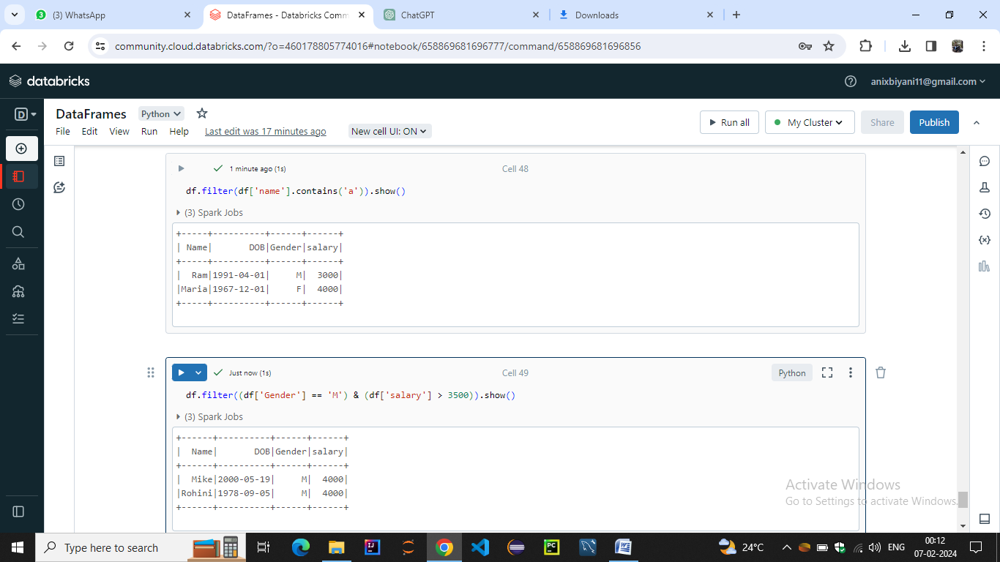 (3) WhatsApp
DataFrames - Databricks Comm
ChatGPT
Downloads
community.cloud.databricks.com/?o=460178805774016#notebook/658869681696777/command/658869681696856
databricks
anixbiyani11@gmail.com
D
DataFrames
Python
File Edit View Run Help Last edit was 17 minutes ago New cell UI: ON
Run all
My Cluster
Share
Publish
1 minute ago (1s)
Cell 48
df.filter(df['name'].contains('a')).show()
(3) Spark Jobs
+-----+----------+------+------+
| Name|       DOB|Gender|salary|
+-----+----------+------+------+
|  Ram|1991-04-01|     M|  3000|
|Maria|1967-12-01|     F|  4000|
+-----+----------+------+------+
Just now (1s)
Cell 49
Python
df.filter((df['Gender'] == 'M') & (df['salary'] > 3500)).show()
(3) Spark Jobs
+------+----------+------+------+
|  Name|       DOB|Gender|salary|
+------+----------+------+------+
|  Mike|2000-05-19|     M|  4000|
|Rohini|1978-09-05|     M|  4000|
+------+----------+------+------+
Activate Windows
Go to Settings to activate Windows.
Type here to search
24°C
ENG
00:12
07-02-2024